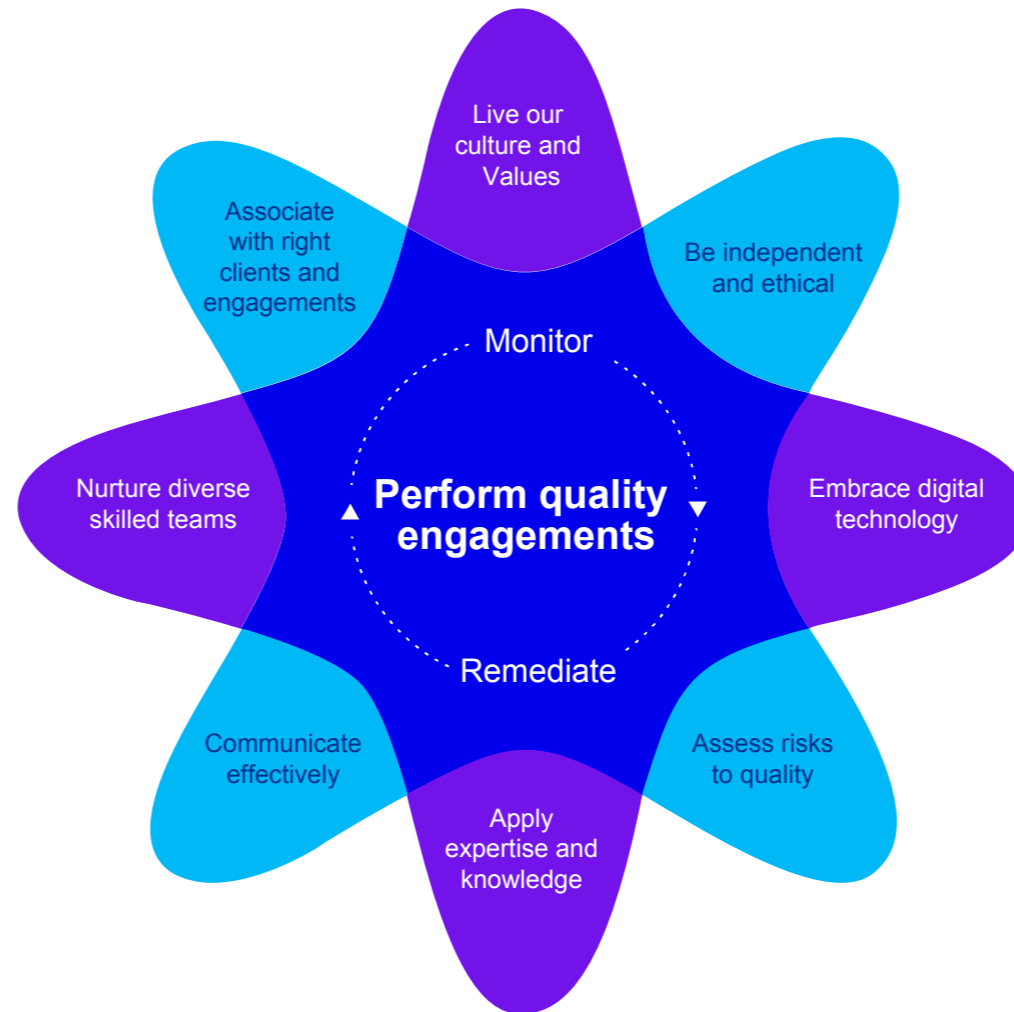 Live our
culture and
Values
Be independent
and ethical
Embrace digital
technology
Assess risks
to quality
Apply
expertise and
knowledge
Communicate
effectively
Nurture diverse
skilled teams
Associate
with right
clients and
engagements
Monitor
Perform quality
engagements
Remediate